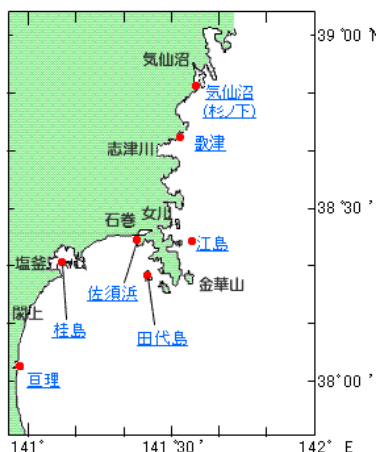 39° 00' N
気仙沼
気仙沼
(杉ノ下)
歌津
志津川
38° 30'
女川
石巻
江島
塩釜
金華山
佐須浜
桂島
田代島
閖上
亘理
38° 00'
141°
141° 30'
142° E